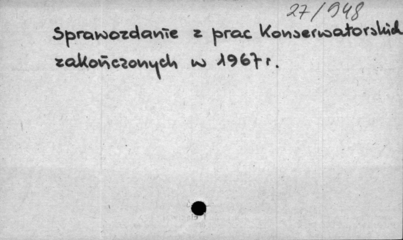 27/948
Sprawozdanie z prac Konserwatorskich
zakończonych w 1967 r.